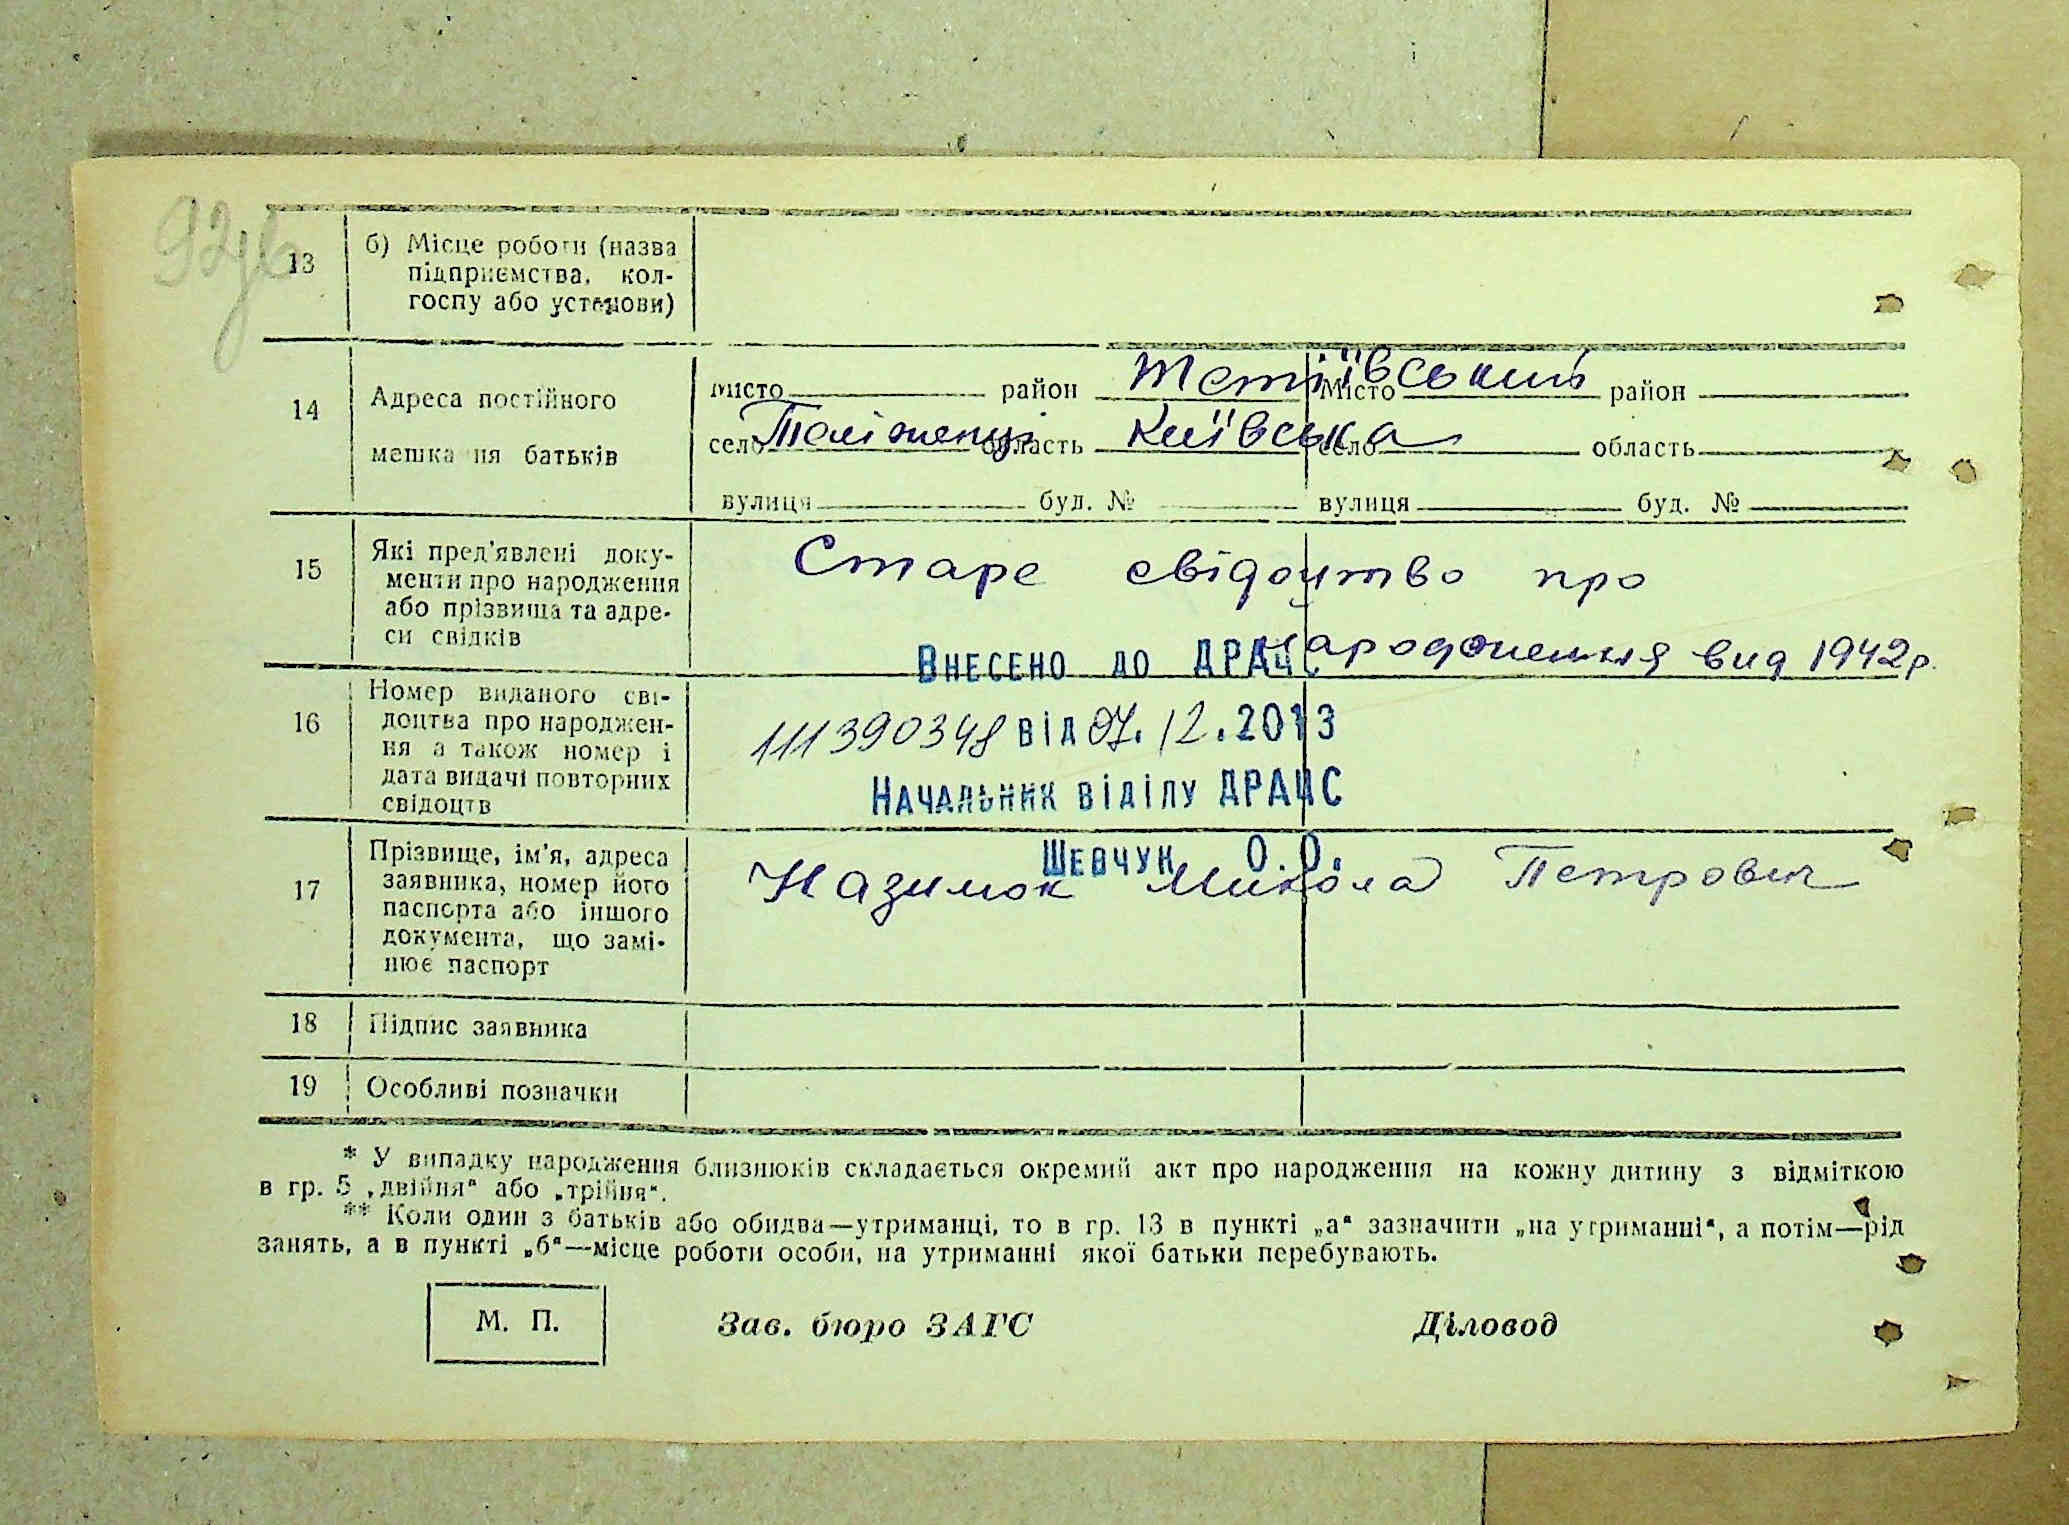 92зв
13 б) Місце роботи (назва
підприємства, кол-
госпу або установи)
14 Адреса постійного
мешкання батьків
місто район Тетіївський місто район
село Теліженці область Київська село область
вулиця буд. № вулиця буд. №
15 Які пред'явлені доку-
менти про народження
або прізвища та адре-
си свідків
Старе свідоцтво про
народження вид 1942р.
Внесено до ДРАЦС
16 Номер виданого сві-
доцтва про народжен-
ня а також номер і
дата видачі повторних
свідоцтв
111390348 від 07.12.2013
Начальник відділу ДРАЦС
Шевчук О.О.
17 Прізвище, ім'я, адреса
заявника, номер його
паспорта або іншого
документа, що замі-
нює паспорт
Назимок Микола Петрович
18 Підпис заявника
19 Особливі позначки
* У випадку народження близнюків складається окремий акт про народження на кожну дитину з відміткою
в гр. 5 „двійня“ або „трійня“.
** Коли один з батьків або обидва—утриманці, то в гр. 13 в пункті „а“ зазначити „на утриманні“, а потім—рід
занять, а в пункті „б“—місце роботи особи, на утриманні якої батьки перебувають.
М. П. Зав. бюро ЗАГС Діловод